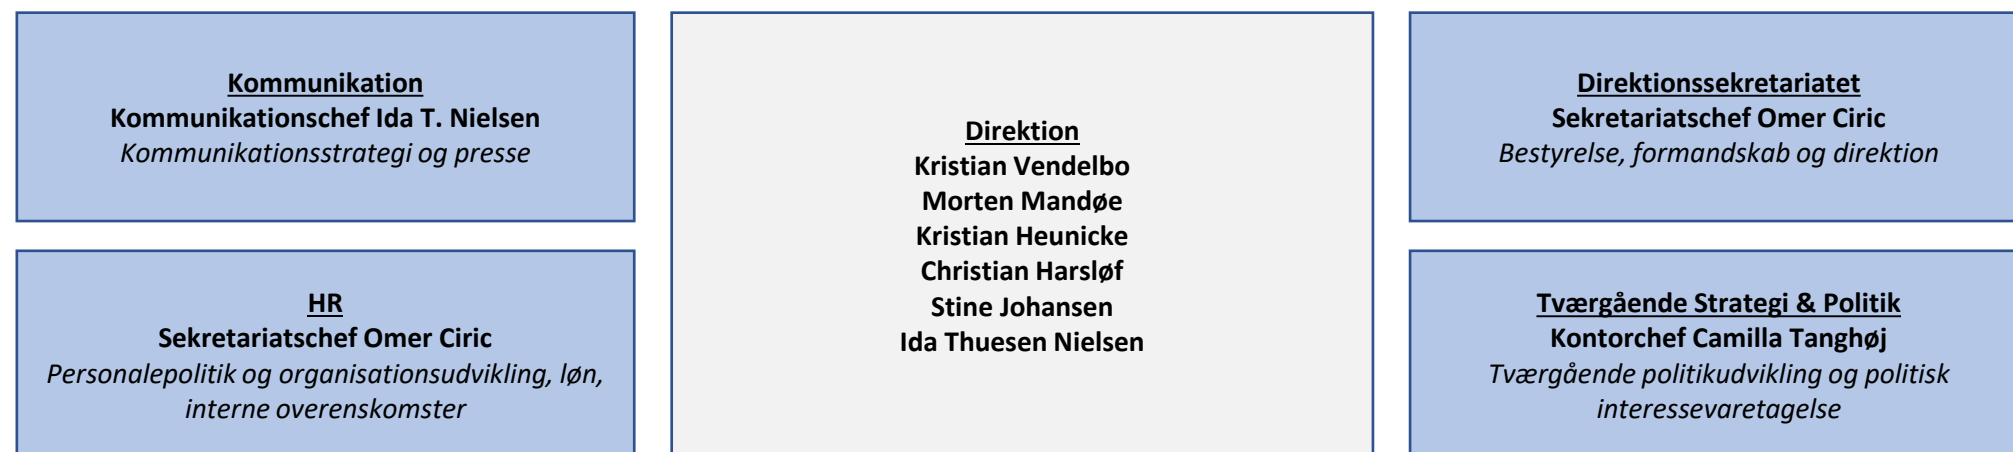 Kommunikation
Kommunikationschef Ida T. Nielsen
Kommunikationsstrategi og presse
HR
Sekretariatschef Omer Ciric
Personalepolitik og organisationsudvikling, løn,
interne overenskomster
Direktion
Kristian Vendelbo
Morten Mandøe
Kristian Heunicke
Christian Harsløf
Stine Johansen
Ida Thuesen Nielsen
Direktionssekretariatet
Sekretariatschef Omer Ciric
Bestyrelse, formandskab og direktion
Tværgående Strategi & Politik
Kontorchef Camilla Tanghøj
Tværgående politikudvikling og politisk
interessevaretagelse